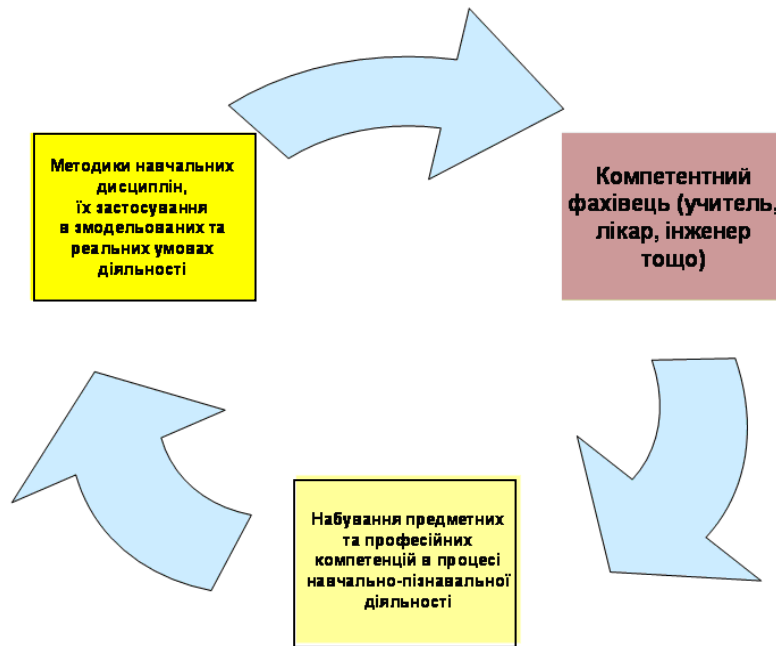 Методики навчальних
дисциплін,
їх застосування
в змодельованих та
реальних умовах
діяльності
Компетентний
фахівець (учитель,
лікар, інженер
тощо)
Набування предметних
та професійних
компетенцій в процесі
навчально-пізнавальної
діяльності